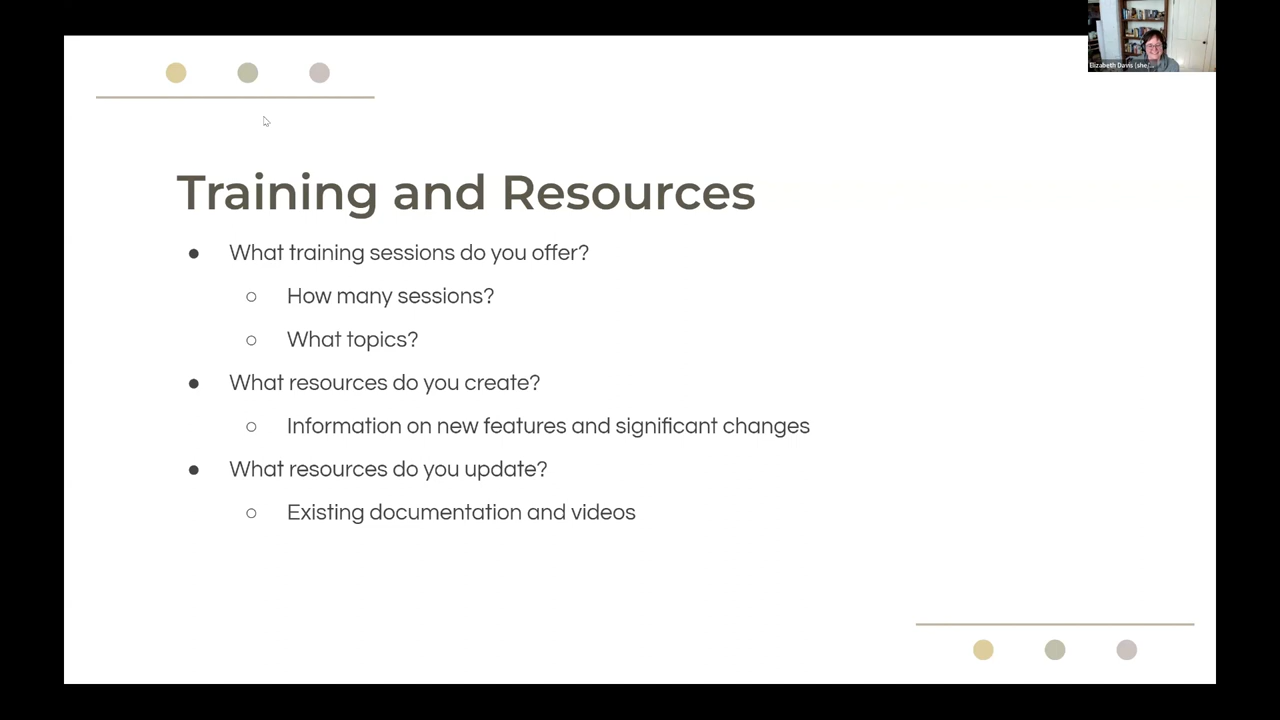 Elizabeth Davis (she/...
Training and Resources
● What training sessions do you offer?
○ How many sessions?
○ What topics?
● What resources do you create?
○ Information on new features and significant changes
● What resources do you update?
○ Existing documentation and videos